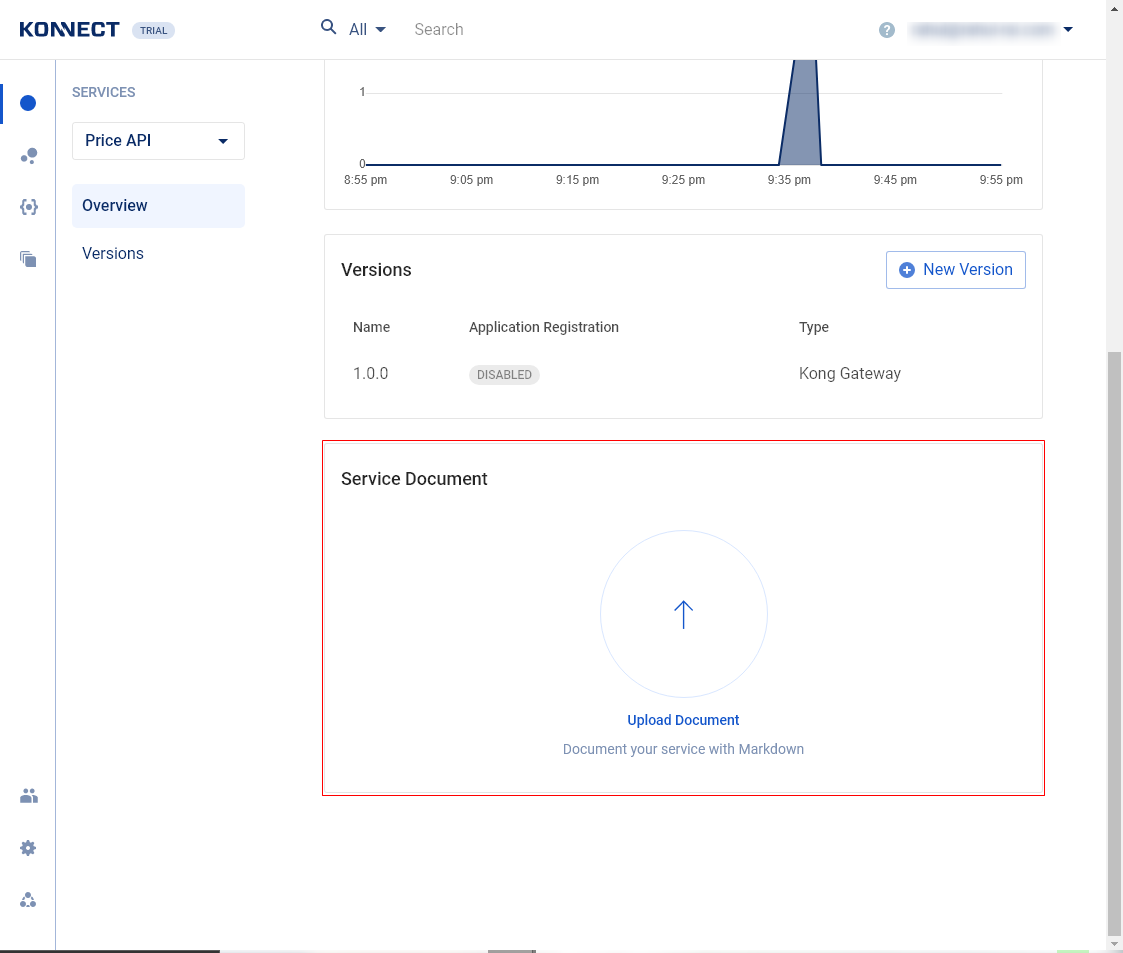 KONNECT TRIAL All Search ?
SERVICES
Price API
Overview
Versions
1
0
8:55 pm 9:05 pm 9:15 pm 9:25 pm 9:35 pm 9:45 pm 9:55 pm
Versions New Version
Name Application Registration Type
1.0.0 DISABLED Kong Gateway
Service Document
Upload Document
Document your service with Markdown